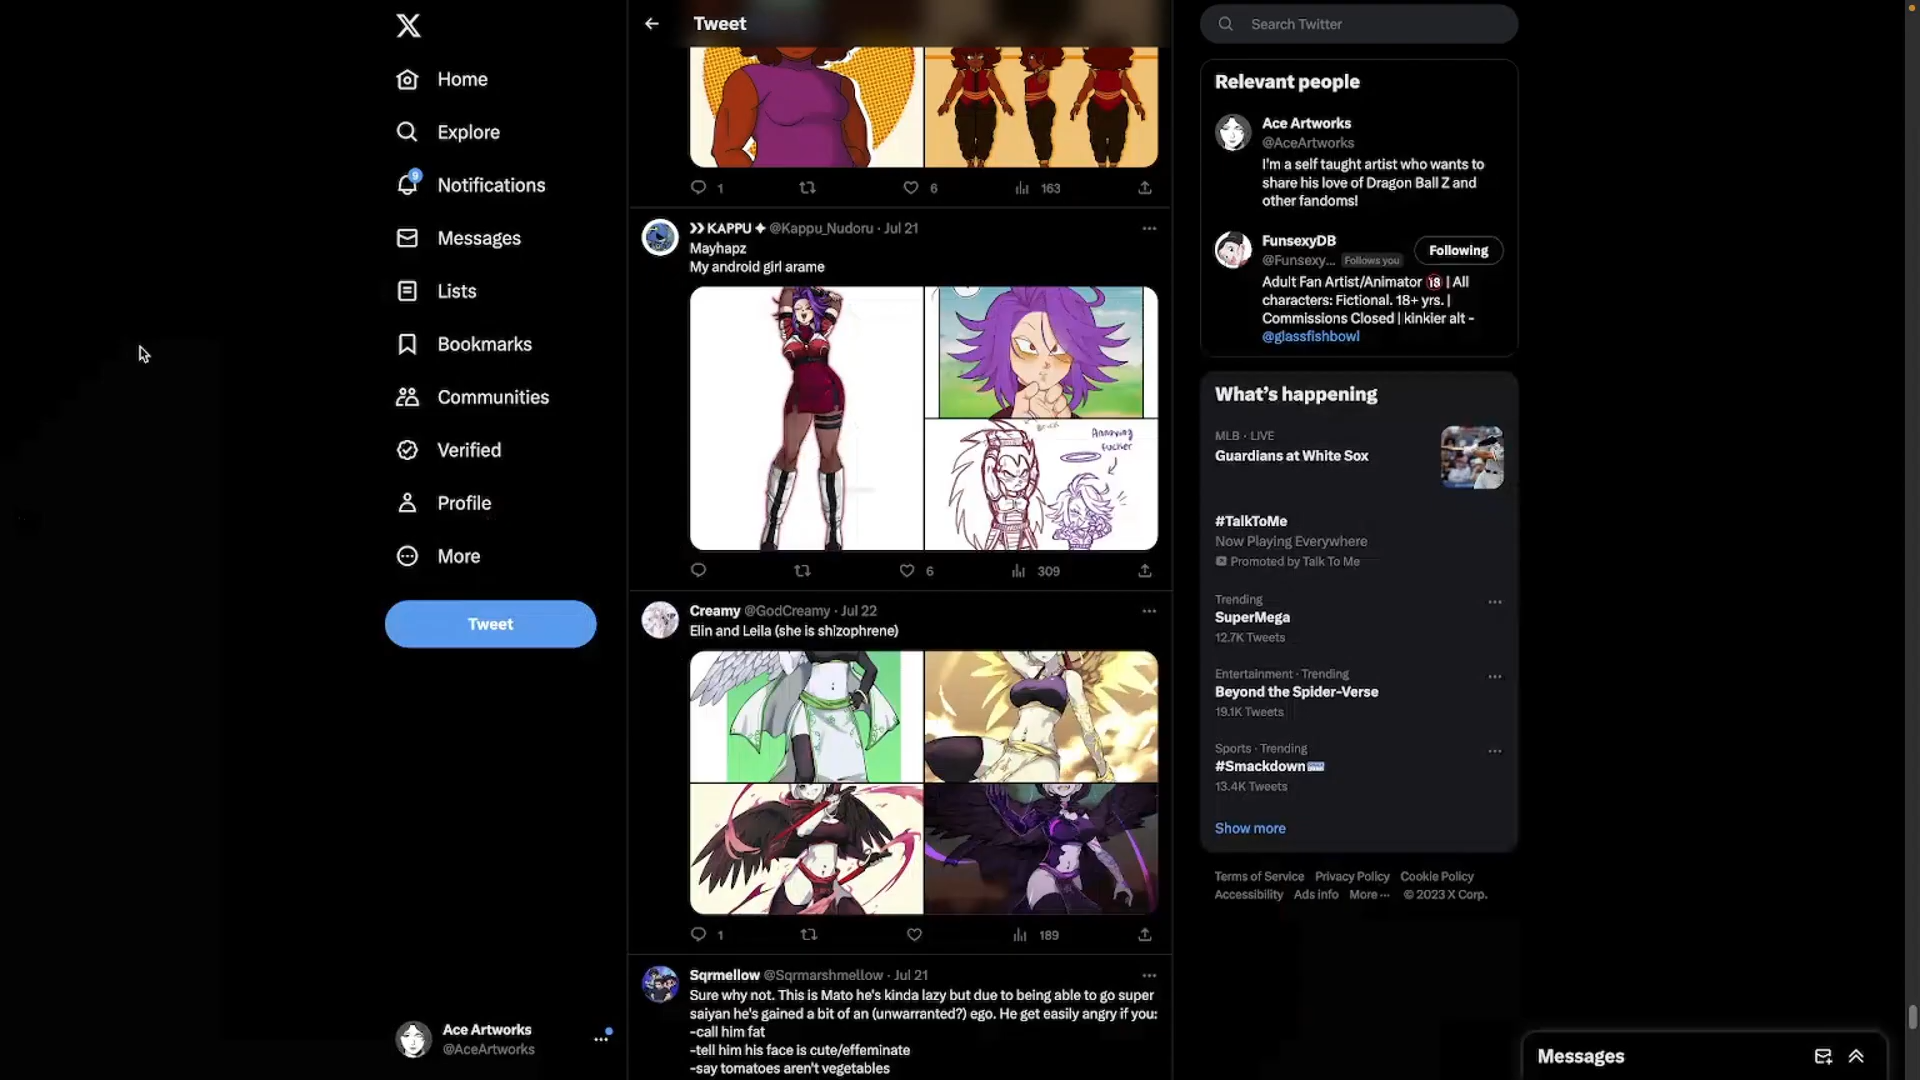 Home
Explore
9
Notifications
Messages
Lists
Bookmarks
Communities
Verified
Profile
More
Tweet
Ace Artworks
@AceArtworks
Tweet
1
6
163
KAPPU @Kappu_Nudoru · Jul 21
Mayhapz
My android girl arame
Annoying
fucker
6
309
Creamy @GodCreamy · Jul 22
Elin and Leila (she is shizophrene)
1
189
Sqrmellow @Sqrmarshmellow · Jul 21
Sure why not. This is Mato he's kinda lazy but due to being able to go super
saiyan he's gained a bit of an (unwarranted?) ego. He get easily angry if you:
-call him fat
-tell him his face is cute/effeminate
-say tomatoes aren't vegetables
Search Twitter
Relevant people
Ace Artworks
@AceArtworks
I'm a self taught artist who wants to
share his love of Dragon Ball Z and
other fandoms!
FunsexyDB
@Funsexy... Follows you
Following
Adult Fan Artist/Animator 🔞 | All
characters: Fictional. 18+ yrs. |
Commissions Closed | kinkier alt -
@glassfishbowl
What's happening
MLB · LIVE
Guardians at White Sox
#TalkToMe
Now Playing Everywhere
Promoted by Talk To Me
Trending
SuperMega
12.7K Tweets
Entertainment · Trending
Beyond the Spider-Verse
19.1K Tweets
Sports · Trending
#Smackdown
13.4K Tweets
Show more
Terms of Service Privacy Policy Cookie Policy
Accessibility Ads info More ··· © 2023 X Corp.
Messages